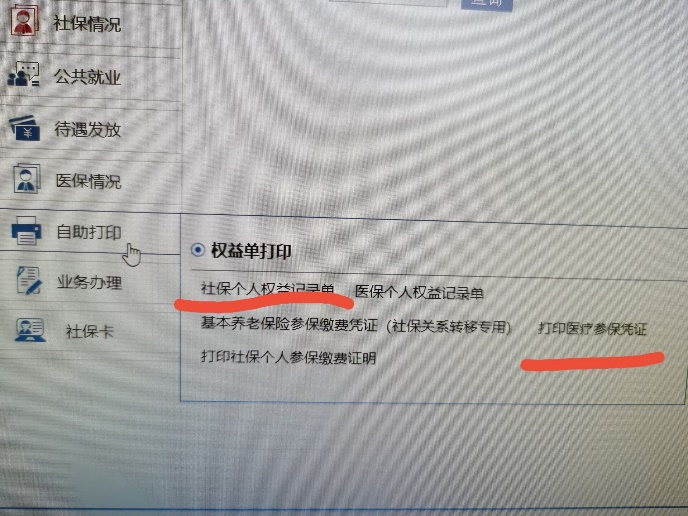 查询
社保情况
公共就业
待遇发放
医保情况
自助打印
业务办理
社保卡
权益单打印
社保个人权益记录单 医保个人权益记录单
基本养老保险参保缴费凭证（社保关系转移专用） 打印医疗参保凭证
打印社保个人参保缴费证明